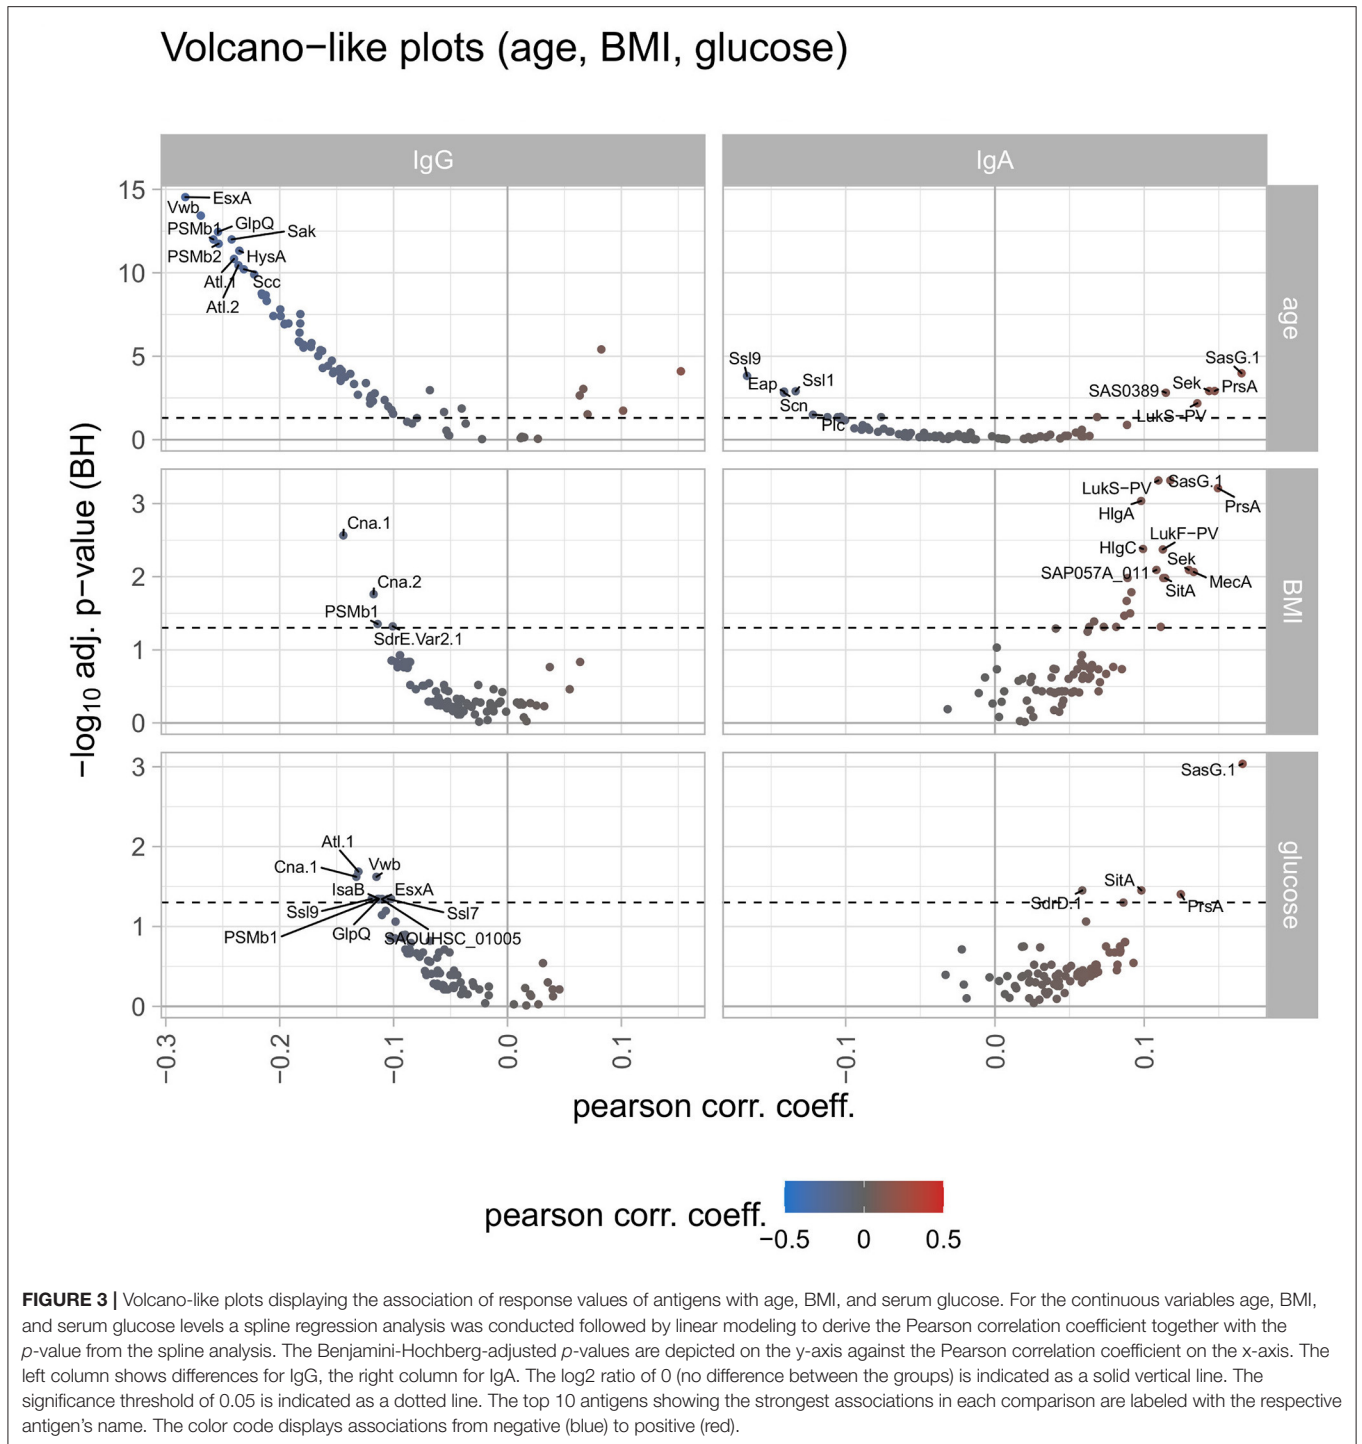 Volcano−like plots (age, BMI, glucose)
IgG
IgA
−log10 adj. p−value (BH)
15
10
5
0
EsxA
Vwb
GlpQ
PSMb1
Sak
PSMb2
HysA
Atl.1
Scc
Atl.2
Ssl9
Eap
Ssl1
Scn
Plc
SasG.1
Sek
PrsA
SAS0389
LukS−PV
age
3
2
1
0
Cna.1
Cna.2
PSMb1
SdrE.Var2.1
LukS−PV
SasG.1
HlgA
PrsA
HlgC
LukF−PV
Sek
SAP057A_011
MecA
SitA
BMI
3
2
1
0
Atl.1
Cna.1
Vwb
IsaB
EsxA
Ssl9
Ssl7
PSMb1
GlpQ
SAOUHSC_01005
SasG.1
SitA
SdrD.1
PrsA
glucose
−0.3
−0.2
−0.1
0.0
0.1
−0.1
0.0
0.1
pearson corr. coeff.
pearson corr. coeff.
−0.5
0
0.5
FIGURE 3 | Volcano-like plots displaying the association of response values of antigens with age, BMI, and serum glucose. For the continuous variables age, BMI,
and serum glucose levels a spline regression analysis was conducted followed by linear modeling to derive the Pearson correlation coefficient together with the
p-value from the spline analysis. The Benjamini-Hochberg-adjusted p-values are depicted on the y-axis against the Pearson correlation coefficient on the x-axis. The
left column shows differences for IgG, the right column for IgA. The log2 ratio of 0 (no difference between the groups) is indicated as a solid vertical line. The
significance threshold of 0.05 is indicated as a dotted line. The top 10 antigens showing the strongest associations in each comparison are labeled with the respective
antigen's name. The color code displays associations from negative (blue) to positive (red).